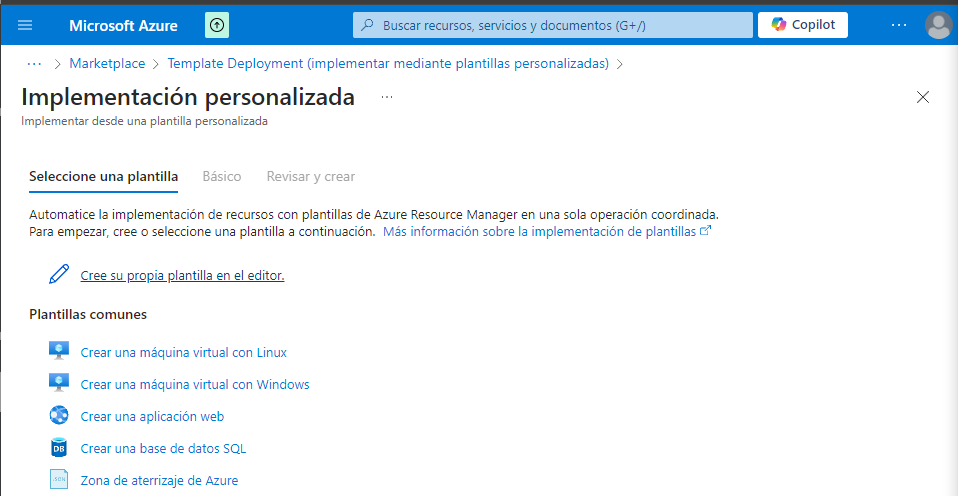 Microsoft Azure
Buscar recursos, servicios y documentos (G+/)
Copilot
...
... > Marketplace > Template Deployment (implementar mediante plantillas personalizadas) >
Implementación personalizada ...
Implementar desde una plantilla personalizada
Seleccione una plantilla Básico Revisar y crear
Automatice la implementación de recursos con plantillas de Azure Resource Manager en una sola operación coordinada.
Para empezar, cree o seleccione una plantilla a continuación. Más información sobre la implementación de plantillas
Cree su propia plantilla en el editor.
Plantillas comunes
Crear una máquina virtual con Linux
Crear una máquina virtual con Windows
Crear una aplicación web
DB
Crear una base de datos SQL
Zona de aterrizaje de Azure